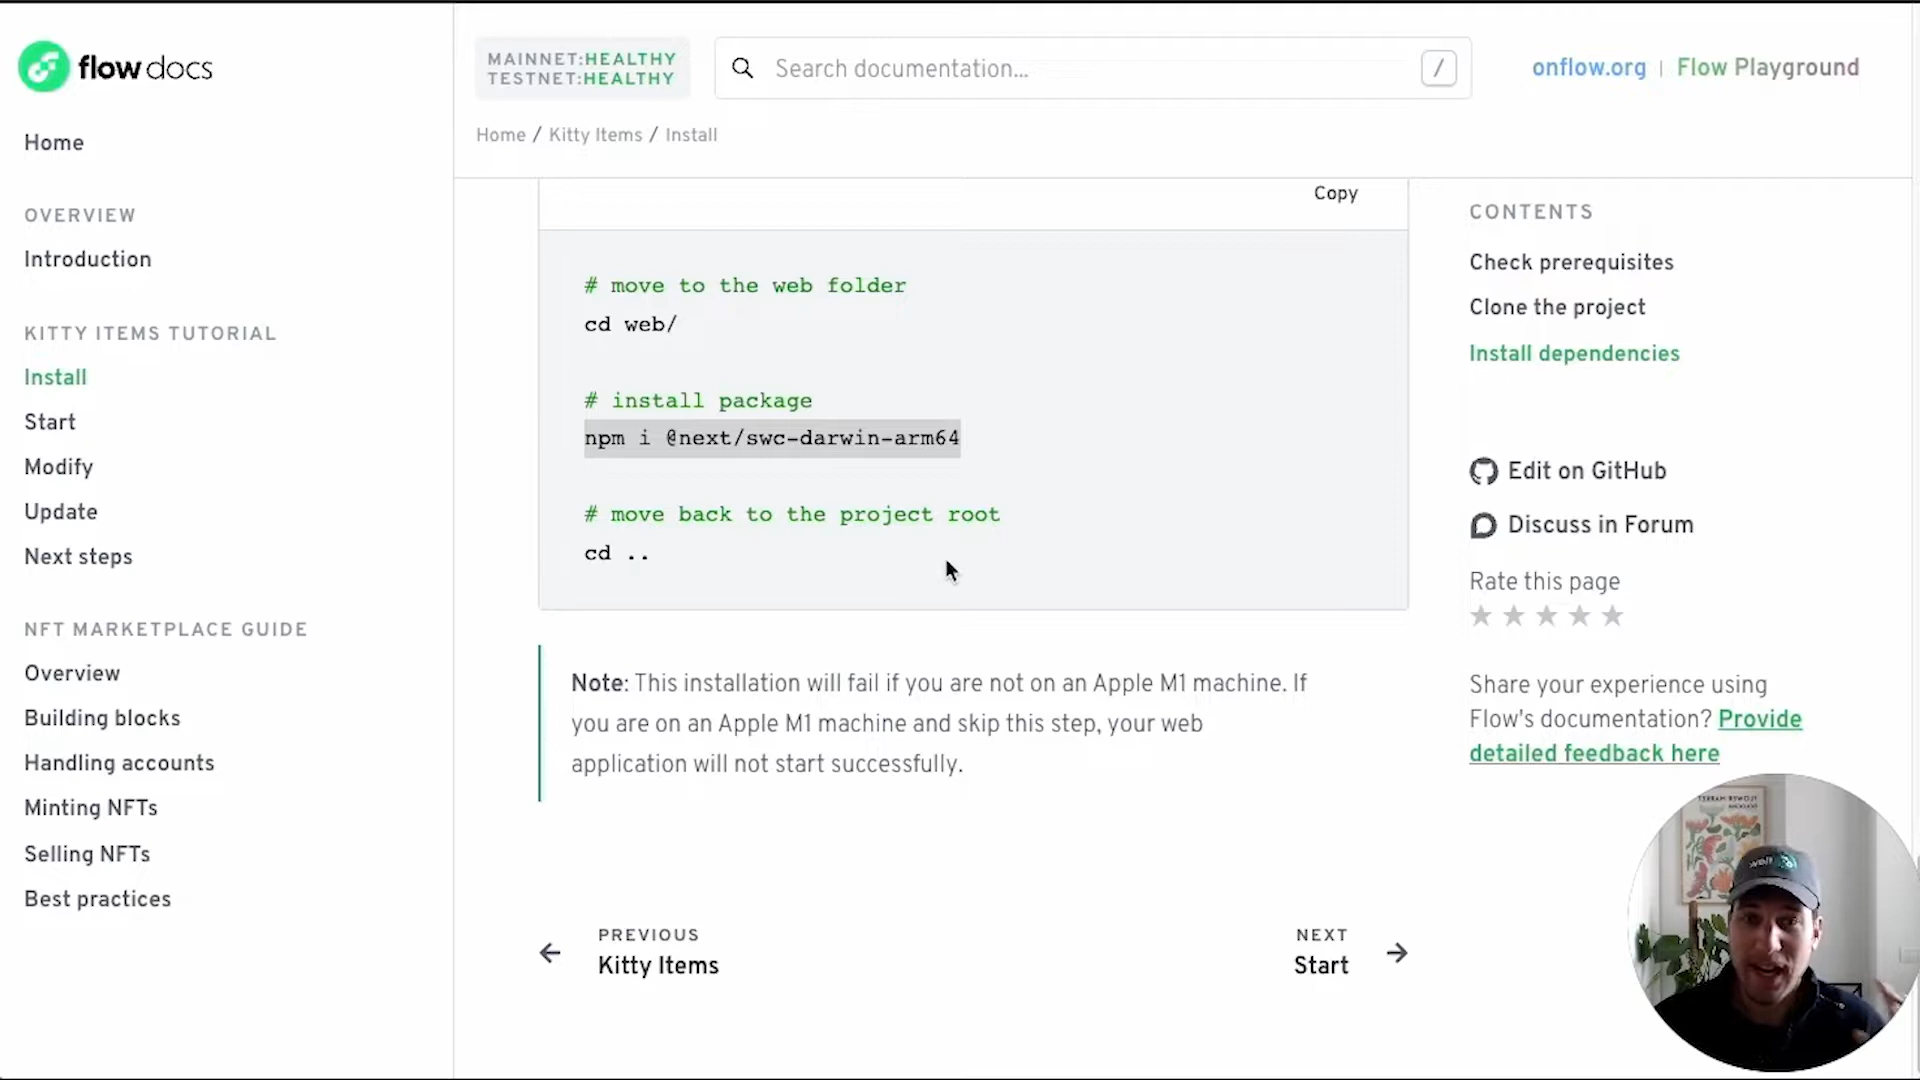 flow docs
Home
OVERVIEW
Introduction
KITTY ITEMS TUTORIAL
Install
Start
Modify
Update
Next steps
NFT MARKETPLACE GUIDE
Overview
Building blocks
Handling accounts
Minting NFTs
Selling NFTs
Best practices
MAINNET:HEALTHY
TESTNET:HEALTHY
Search documentation...
/
onflow.org | Flow Playground
Home / Kitty Items / Install
Copy
# move to the web folder
cd web/
# install package
npm i @next/swc-darwin-arm64
# move back to the project root
cd ..
Note: This installation will fail if you are not on an Apple M1 machine. If
you are on an Apple M1 machine and skip this step, your web
application will not start successfully.
PREVIOUS
Kitty Items
NEXT
Start
CONTENTS
Check prerequisites
Clone the project
Install dependencies
Edit on GitHub
Discuss in Forum
Rate this page
Share your experience using
Flow's documentation? Provide
detailed feedback here